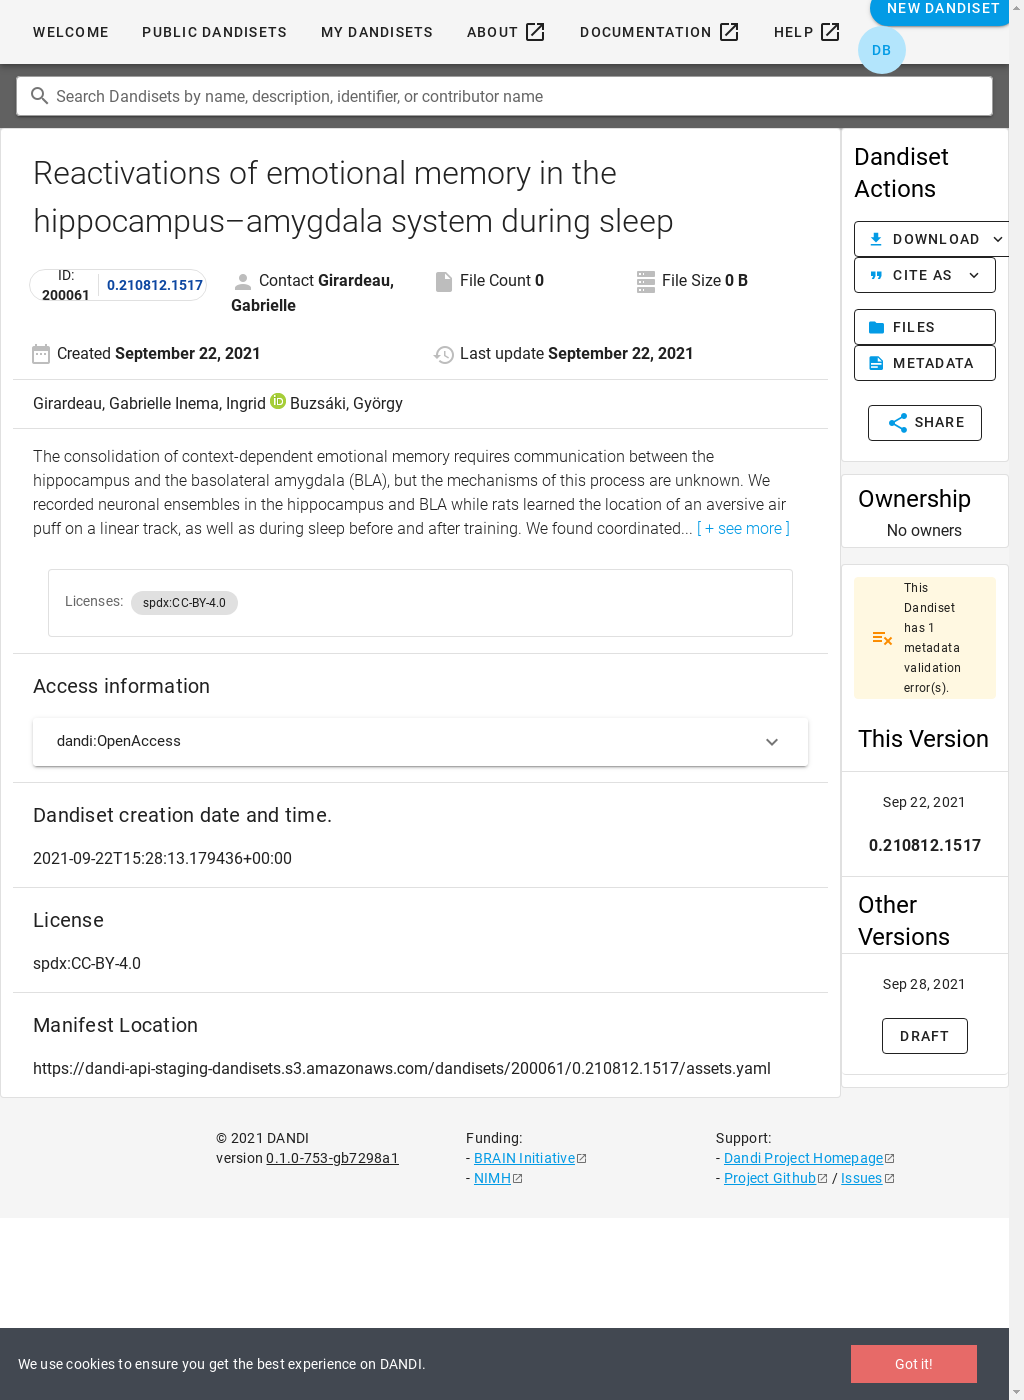 WELCOME PUBLIC DANDISETS MY DANDISETS ABOUT DOCUMENTATION HELP NEW DANDISET
DB
Search Dandisets by name, description, identifier, or contributor name
Reactivations of emotional memory in the
hippocampus–amygdala system during sleep
ID: 200061 0.210812.1517
Contact Girardeau,
Gabrielle
File Count 0
File Size 0 B
Created September 22, 2021
Last update September 22, 2021
Girardeau, Gabrielle Inema, Ingrid iD Buzsáki, György
The consolidation of context-dependent emotional memory requires communication between the
hippocampus and the basolateral amygdala (BLA), but the mechanisms of this process are unknown. We
recorded neuronal ensembles in the hippocampus and BLA while rats learned the location of an aversive air
puff on a linear track, as well as during sleep before and after training. We found coordinated... [ + see more ]
Licenses: spdx:CC-BY-4.0
Access information
dandi:OpenAccess
Dandiset creation date and time.
2021-09-22T15:28:13.179436+00:00
License
spdx:CC-BY-4.0
Manifest Location
https://dandi-api-staging-dandisets.s3.amazonaws.com/dandisets/200061/0.210812.1517/assets.yaml
Dandiset
Actions
DOWNLOAD
CITE AS
FILES
METADATA
SHARE
Ownership
No owners
This
Dandiset
has 1
metadata
validation
error(s).
This Version
Sep 22, 2021
0.210812.1517
Other
Versions
Sep 28, 2021
DRAFT
© 2021 DANDI
version 0.1.0-753-gb7298a1
Funding:
- BRAIN Initiative
- NIMH
Support:
- Dandi Project Homepage
- Project Github / Issues
We use cookies to ensure you get the best experience on DANDI.
Got it!